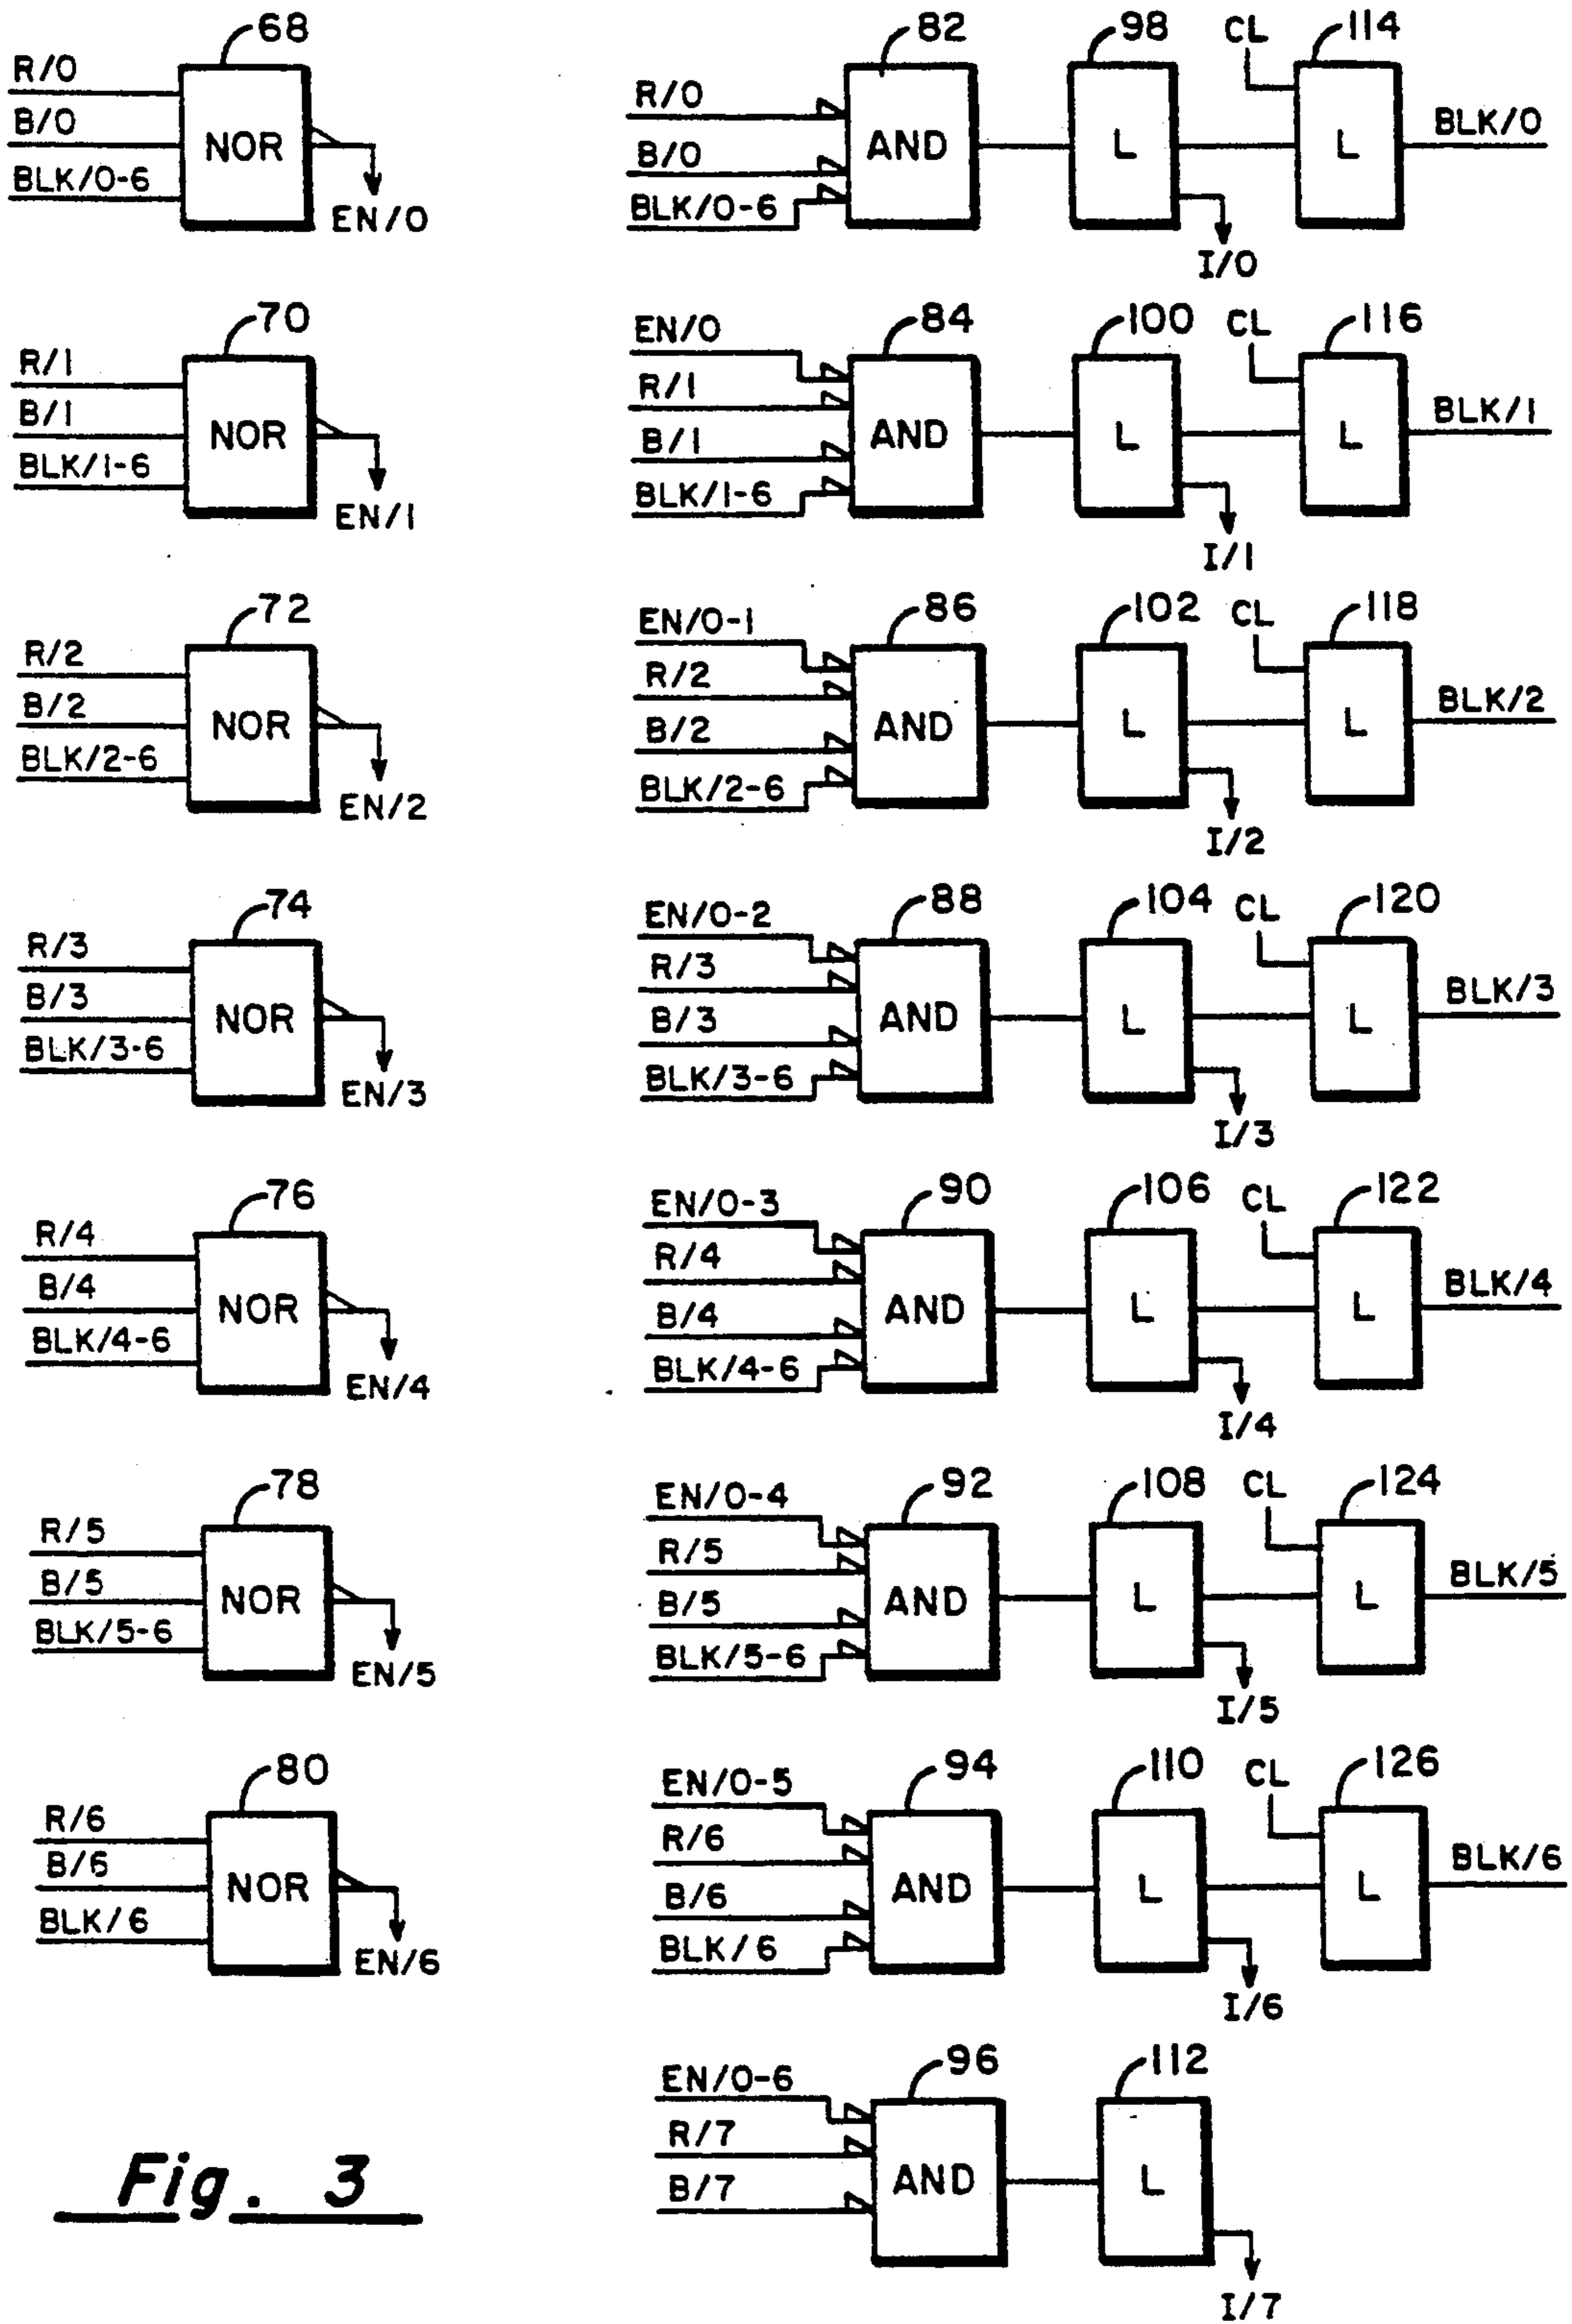 68
R/0
B/0
BLK/0-6
NOR
EN/0
82
R/0
B/0
BLK/0-6
AND
98
L
I/0
CL
114
L
BLK/0
70
R/1
B/1
BLK/1-6
NOR
EN/1
84
EN/0
R/1
B/1
BLK/1-6
AND
100
L
I/1
CL
116
L
BLK/1
72
R/2
B/2
BLK/2-6
NOR
EN/2
86
EN/0-1
R/2
B/2
BLK/2-6
AND
102
L
I/2
CL
118
L
BLK/2
74
R/3
B/3
BLK/3-6
NOR
EN/3
88
EN/0-2
R/3
B/3
BLK/3-6
AND
104
L
I/3
CL
120
L
BLK/3
76
R/4
B/4
BLK/4-6
NOR
EN/4
90
EN/0-3
R/4
B/4
BLK/4-6
AND
106
L
I/4
CL
122
L
BLK/4
78
R/5
B/5
BLK/5-6
NOR
EN/5
92
EN/0-4
R/5
B/5
BLK/5-6
AND
108
L
I/5
CL
124
L
BLK/5
80
R/6
B/6
BLK/6
NOR
EN/6
94
EN/0-5
R/6
B/6
BLK/6
AND
110
L
I/6
CL
126
L
BLK/6
96
EN/0-6
R/7
B/7
AND
112
L
I/7
Fig. 3